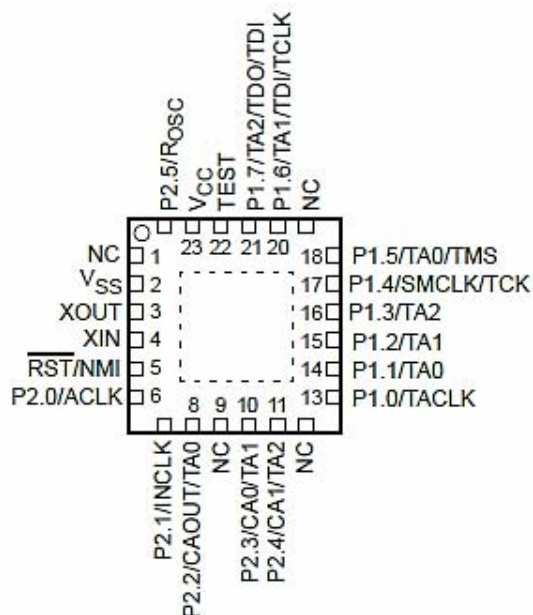 P2.5/ROSC
VCC
TEST
P1.7/TA2/TDO/TDI
P1.6/TA1/TDI/TCLK
NC
23 22 21 20
NC 1
VSS 2
XOUT 3
XIN 4
RST/NMI 5
P2.0/ACLK 6
18 P1.5/TA0/TMS
17 P1.4/SMCLK/TCK
16 P1.3/TA2
15 P1.2/TA1
14 P1.1/TA0
13 P1.0/TACLK
8 9 10 11
P2.1/INCLK
P2.2/CAOUT/TA0
NC
P2.3/CA0/TA1
P2.4/CA1/TA2
NC